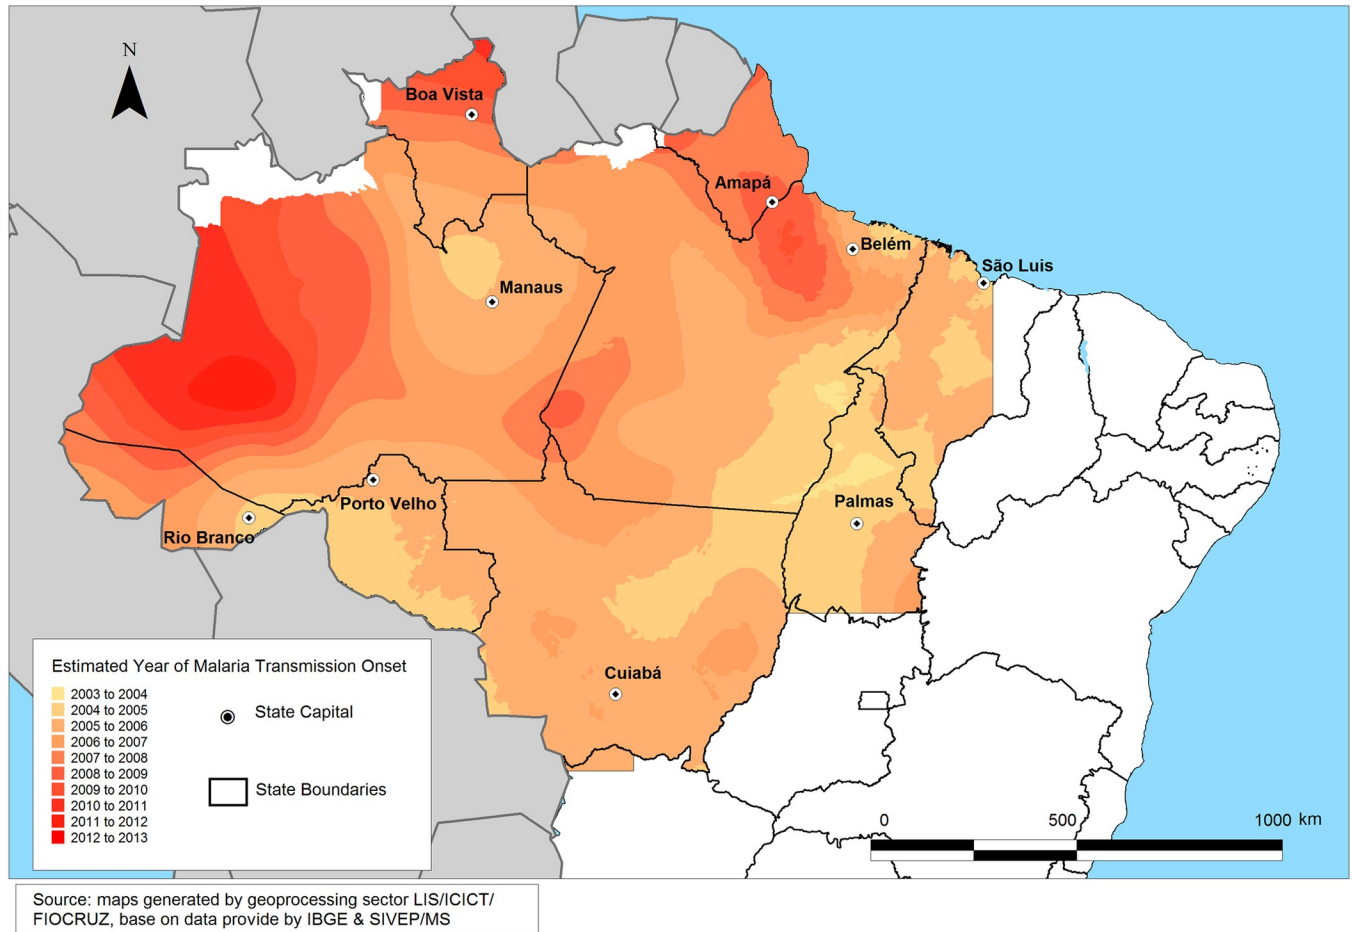 N
Boa Vista
Amapá
Belém
São Luis
Manaus
Porto Velho
Palmas
Rio Branco
Cuiabá
Estimated Year of Malaria Transmission Onset
2003 to 2004
2004 to 2005
2005 to 2006
2006 to 2007
2007 to 2008
2008 to 2009
2009 to 2010
2010 to 2011
2011 to 2012
2012 to 2013
State Capital
State Boundaries
0 500 1000 km
Source: maps generated by geoprocessing sector LIS/ICICT/
FIOCRUZ, base on data provide by IBGE & SIVEP/MS